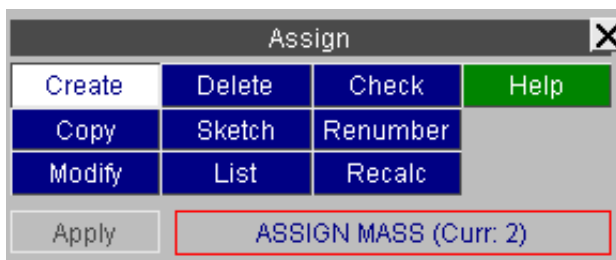 Assign
Create Delete Check Help
Copy Sketch Renumber
Modify List Recalc
Apply ASSIGN MASS (Curr: 2)